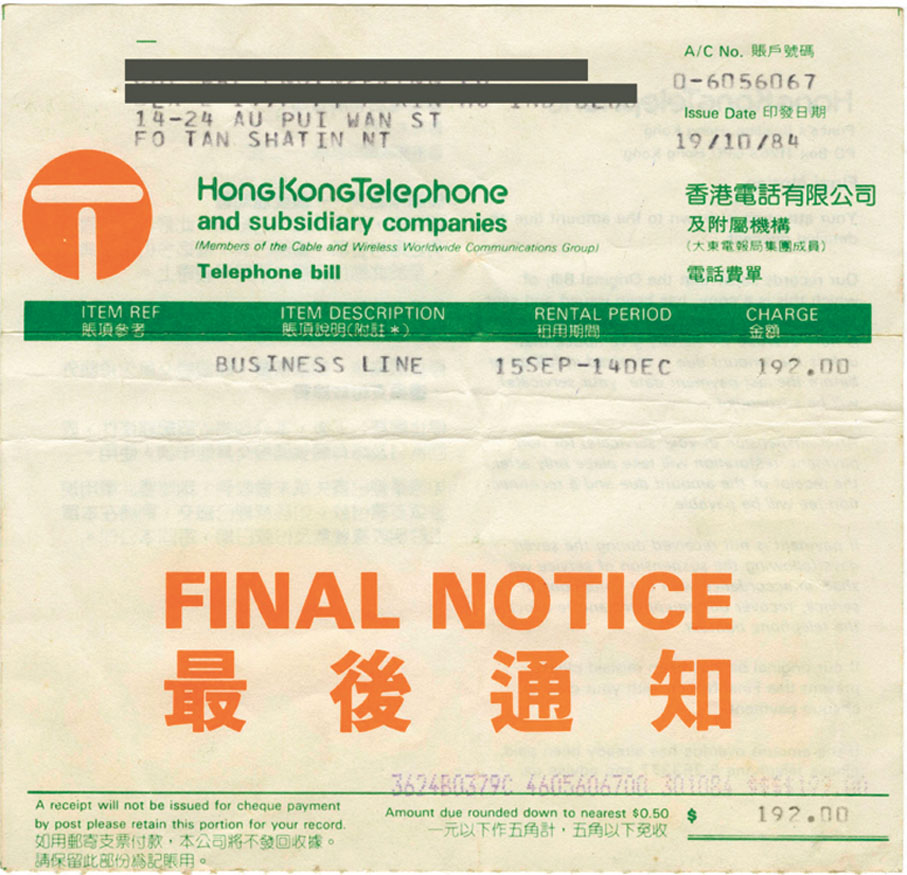 A/C No. 賬戶號碼
0-6056067
Issue Date 印發日期
19/10/84
14-24 AU PUI WAN ST
FO TAN SHATIN NT
HongKongTelephone
and subsidiary companies
(Members of the Cable and Wireless Worldwide Communications Group)
Telephone bill
香港電話有限公司
及附屬機構
(大東電報局集團成員)
電話費單
ITEM REF ITEM DESCRIPTION RENTAL PERIOD CHARGE
賬項參考 賬項說明(附註*) 租用期間 金額
BUSINESS LINE 15SEP-14DEC 192.00
FINAL NOTICE
最後通知
3624B0379C 4605606700 301084 $$$$192.00
A receipt will not be issued for cheque payment
by post please retain this portion for your record.
如用郵寄支票付款,本公司將不發回收據。
請保留此部份為記賬用。
Amount due rounded down to nearest $0.50 $ 192.00
一元以下作五角計,五角以下免收